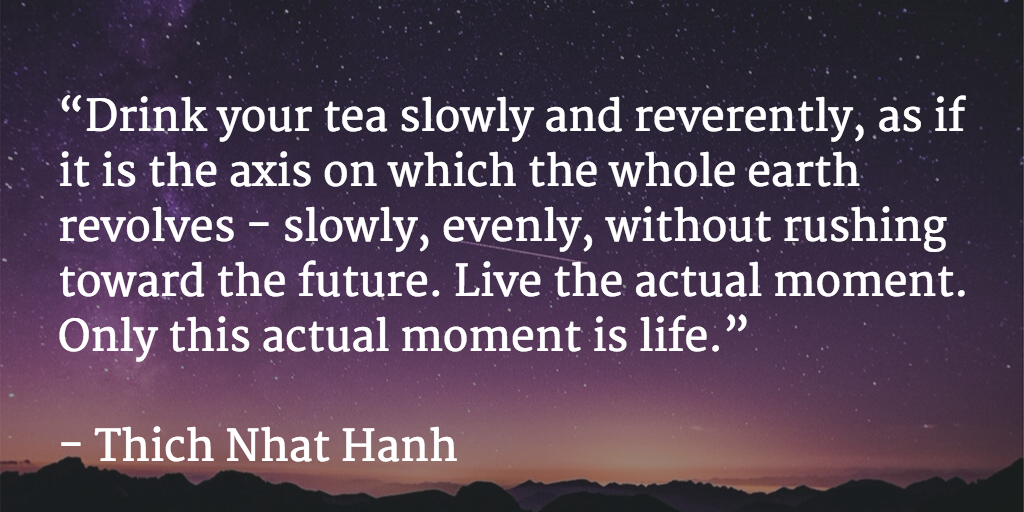 “Drink your tea slowly and reverently, as if
it is the axis on which the whole earth
revolves – slowly, evenly, without rushing
toward the future. Live the actual moment.
Only this actual moment is life.”
– Thich Nhat Hanh